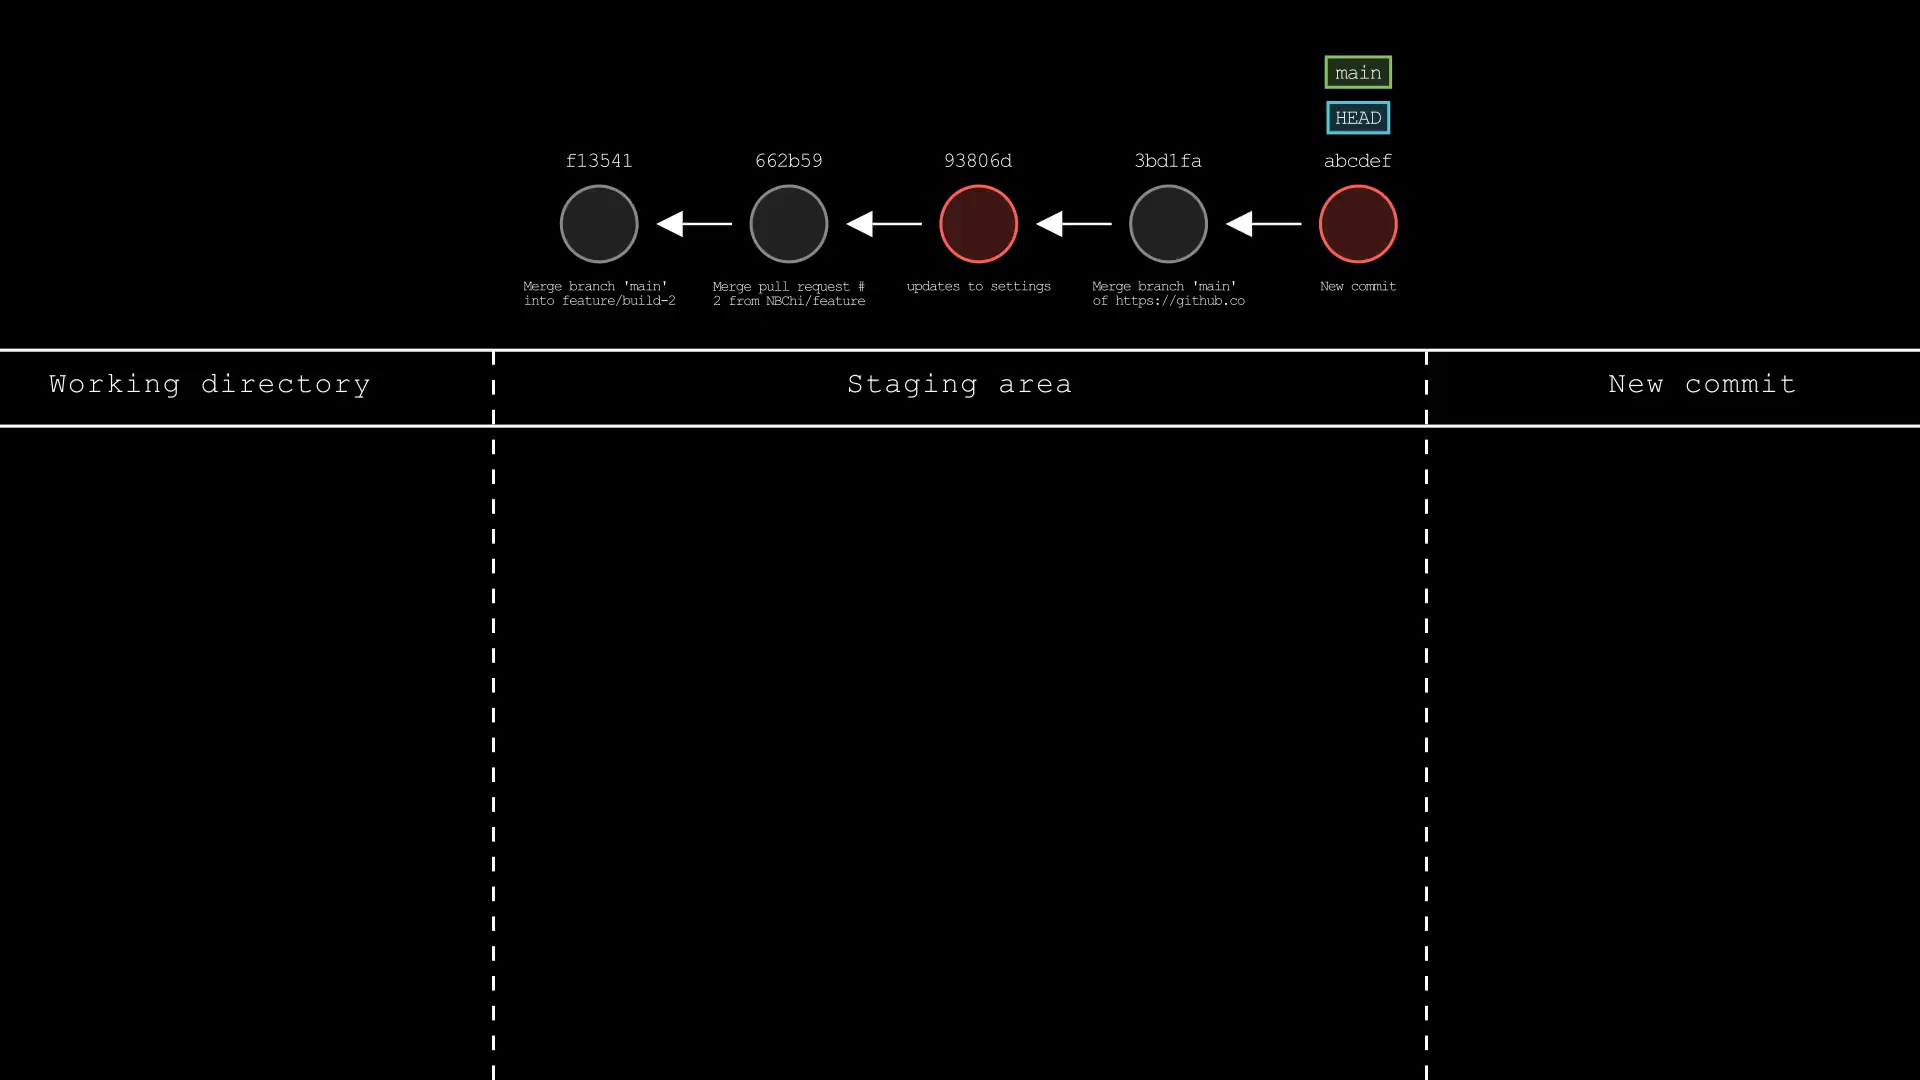 main
HEAD
f13541
662b59
93806d
3bd1fa
abcdef
Merge branch 'main'
into feature/build-2
Merge pull request #
2 from NBChi/feature
updates to settings
Merge branch 'main'
of https://github.co
New commit
Working directory
Staging area
New commit